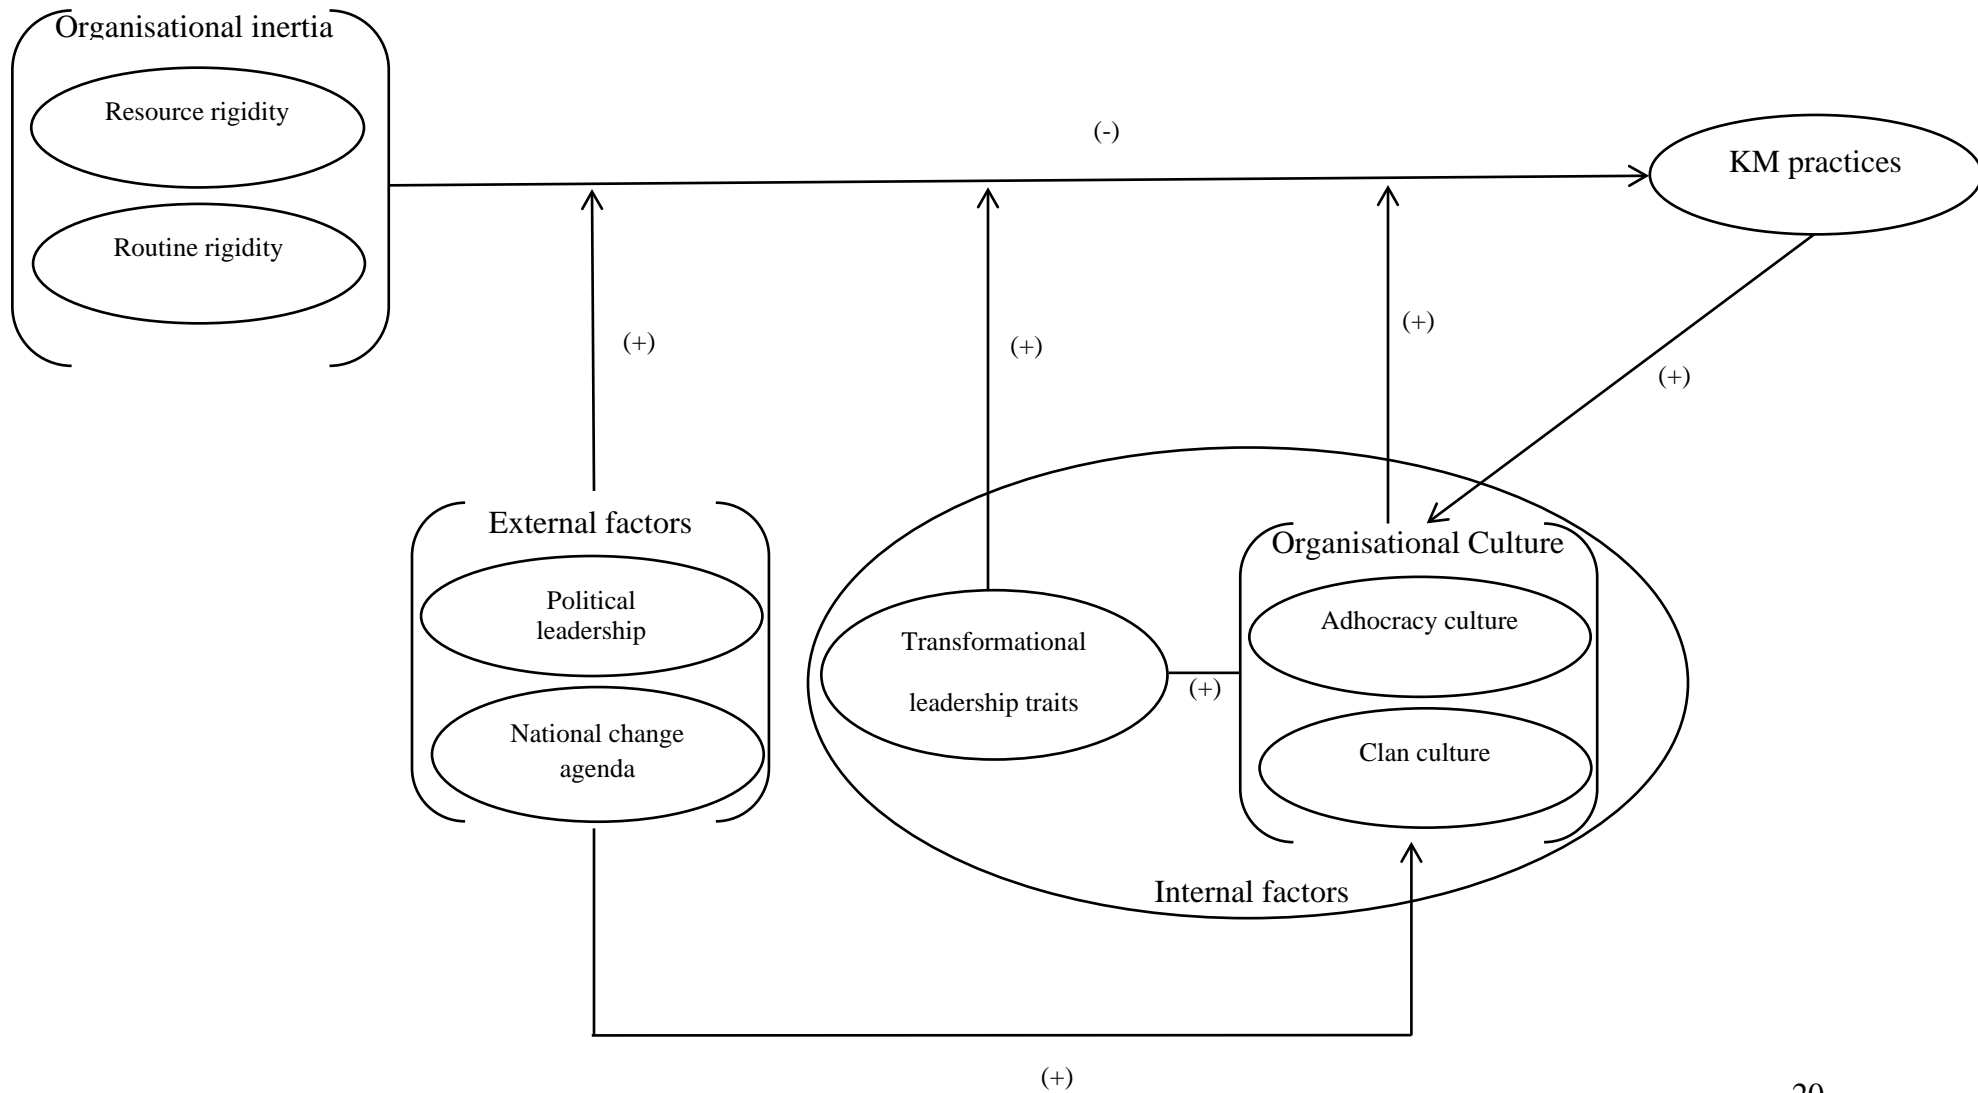 Organisational inertia
Resource rigidity
Routine rigidity
(-)
KM practices
(+)
(+)
(+)
(+)
External factors
Political
leadership
National change
agenda
Organisational Culture
Adhocracy culture
Clan culture
Transformational
leadership traits
(+)
Internal factors
(+)
20